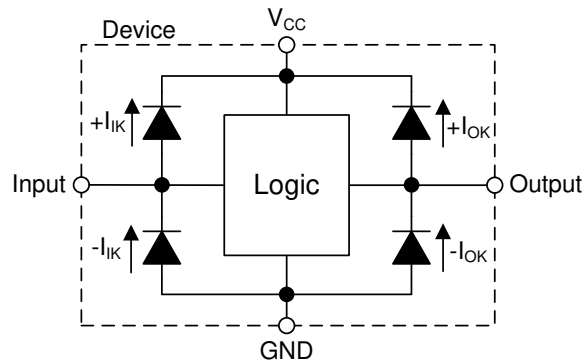 Device
VCC
+IIK
+IOK
Input
Logic
Output
-IIK
-IOK
GND